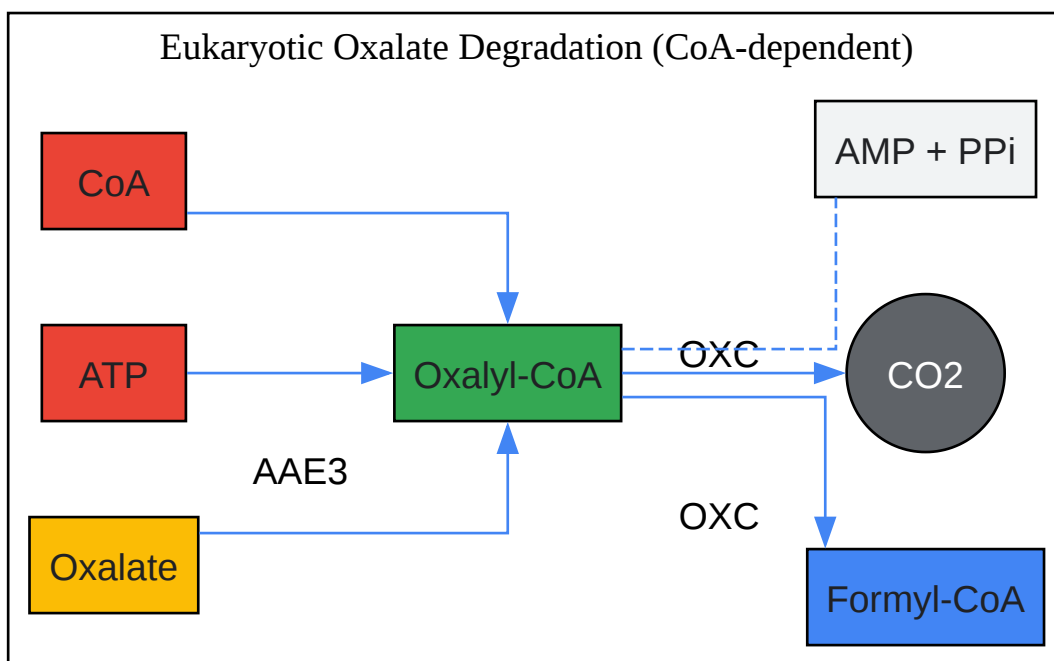 Eukaryotic Oxalate Degradation (CoA-dependent)
AMP + PPi
CoA
ATP
Oxalyl-CoA
OXC
CO2
AAE3
OXC
Oxalate
Formyl-CoA